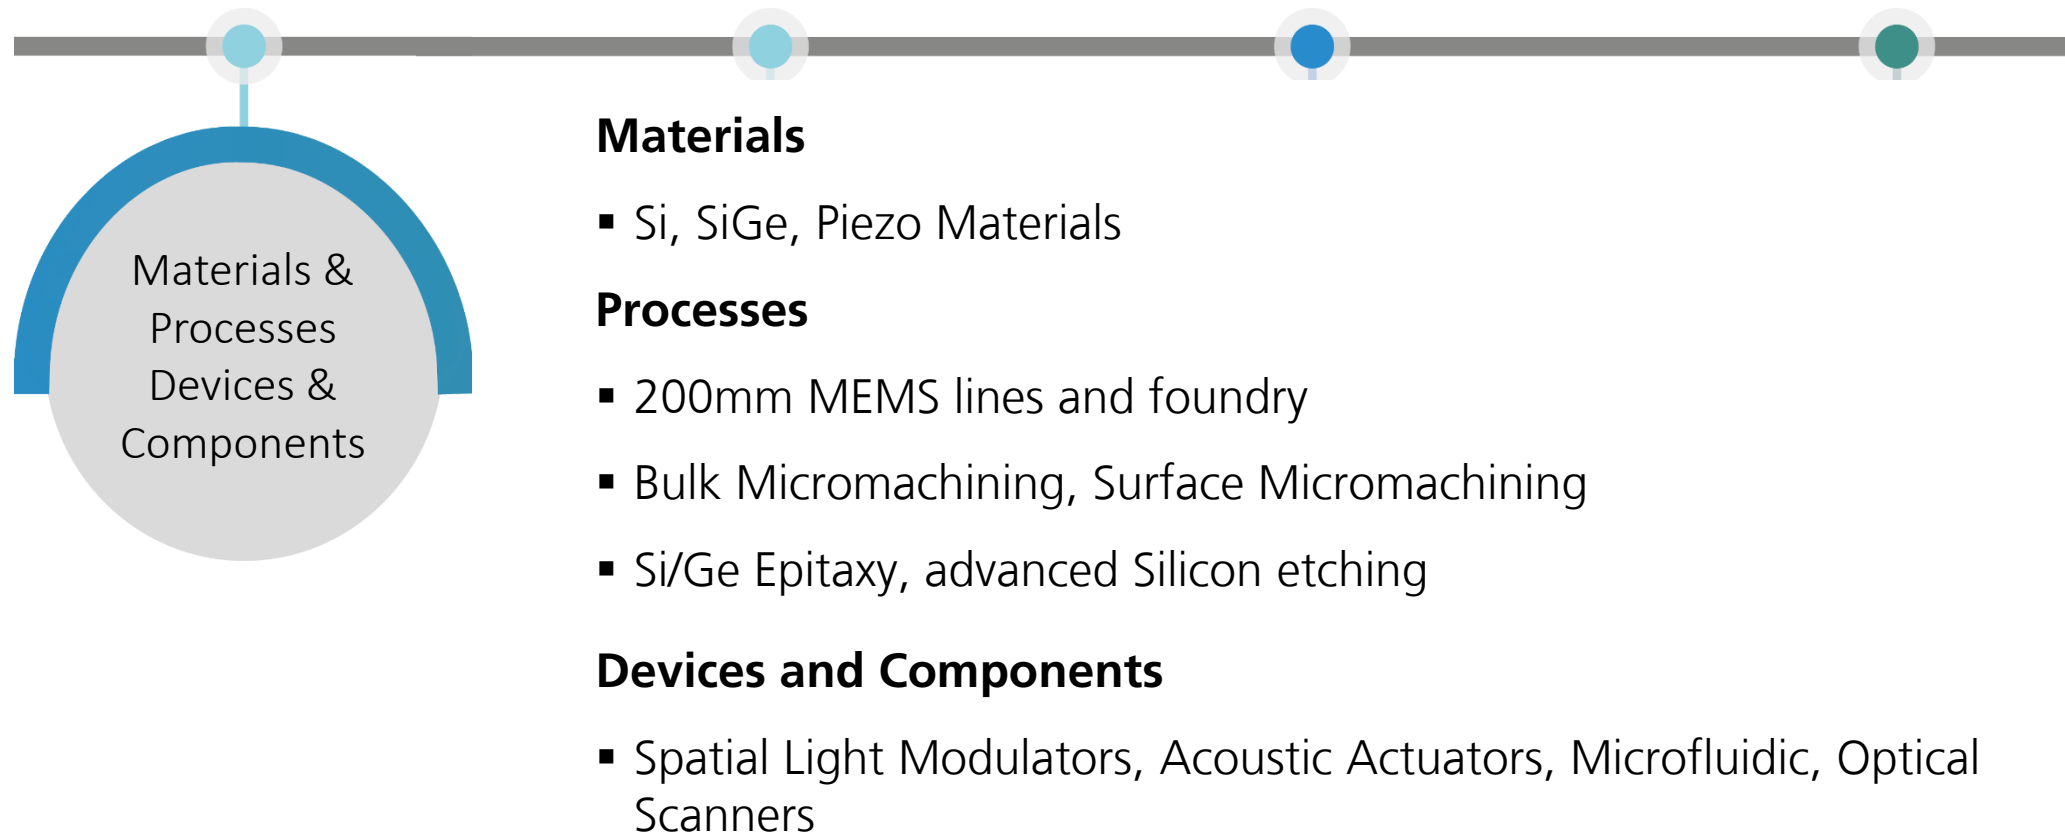 Materials &
Processes
Devices &
Components
Materials
▪ Si, SiGe, Piezo Materials
Processes
▪ 200mm MEMS lines and foundry
▪ Bulk Micromachining, Surface Micromachining
▪ Si/Ge Epitaxy, advanced Silicon etching
Devices and Components
▪ Spatial Light Modulators, Acoustic Actuators, Microfluidic, Optical
Scanners